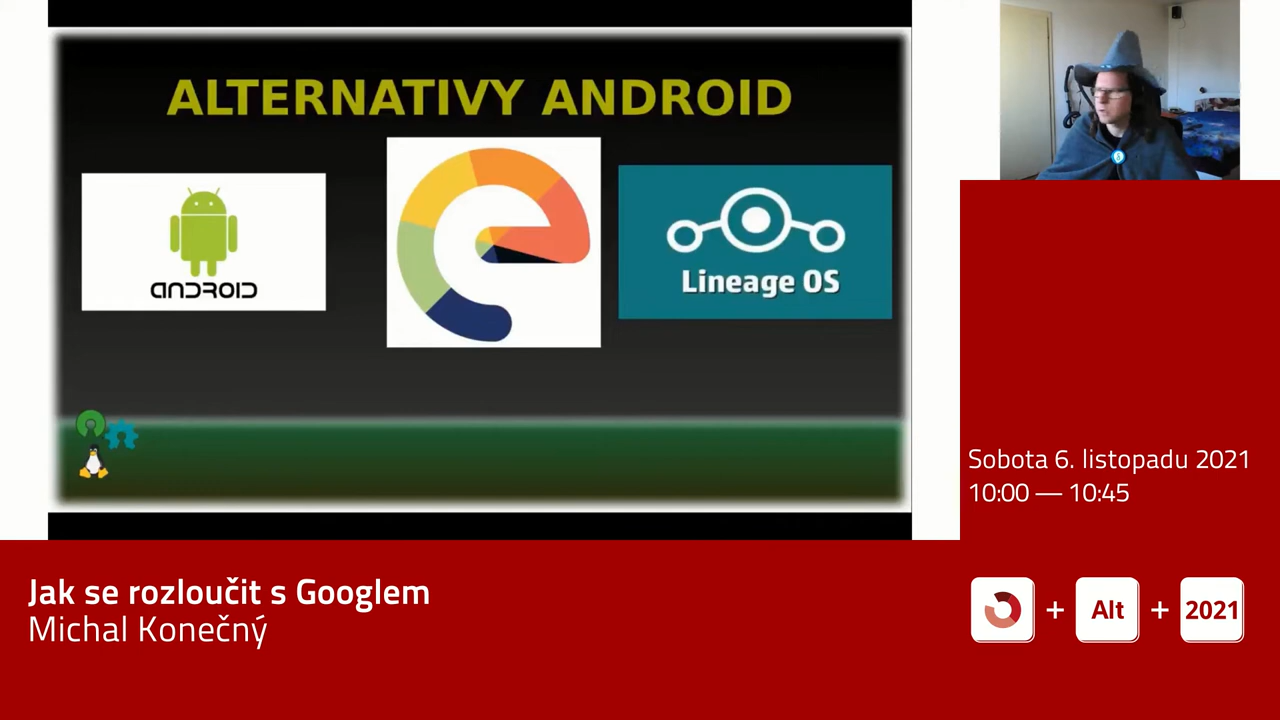 ALTERNATIVY ANDROID
ANDROID
Lineage OS
Sobota 6. listopadu 2021
10:00 — 10:45
Jak se rozloučit s Googlem
Michal Konečný
+ Alt + 2021